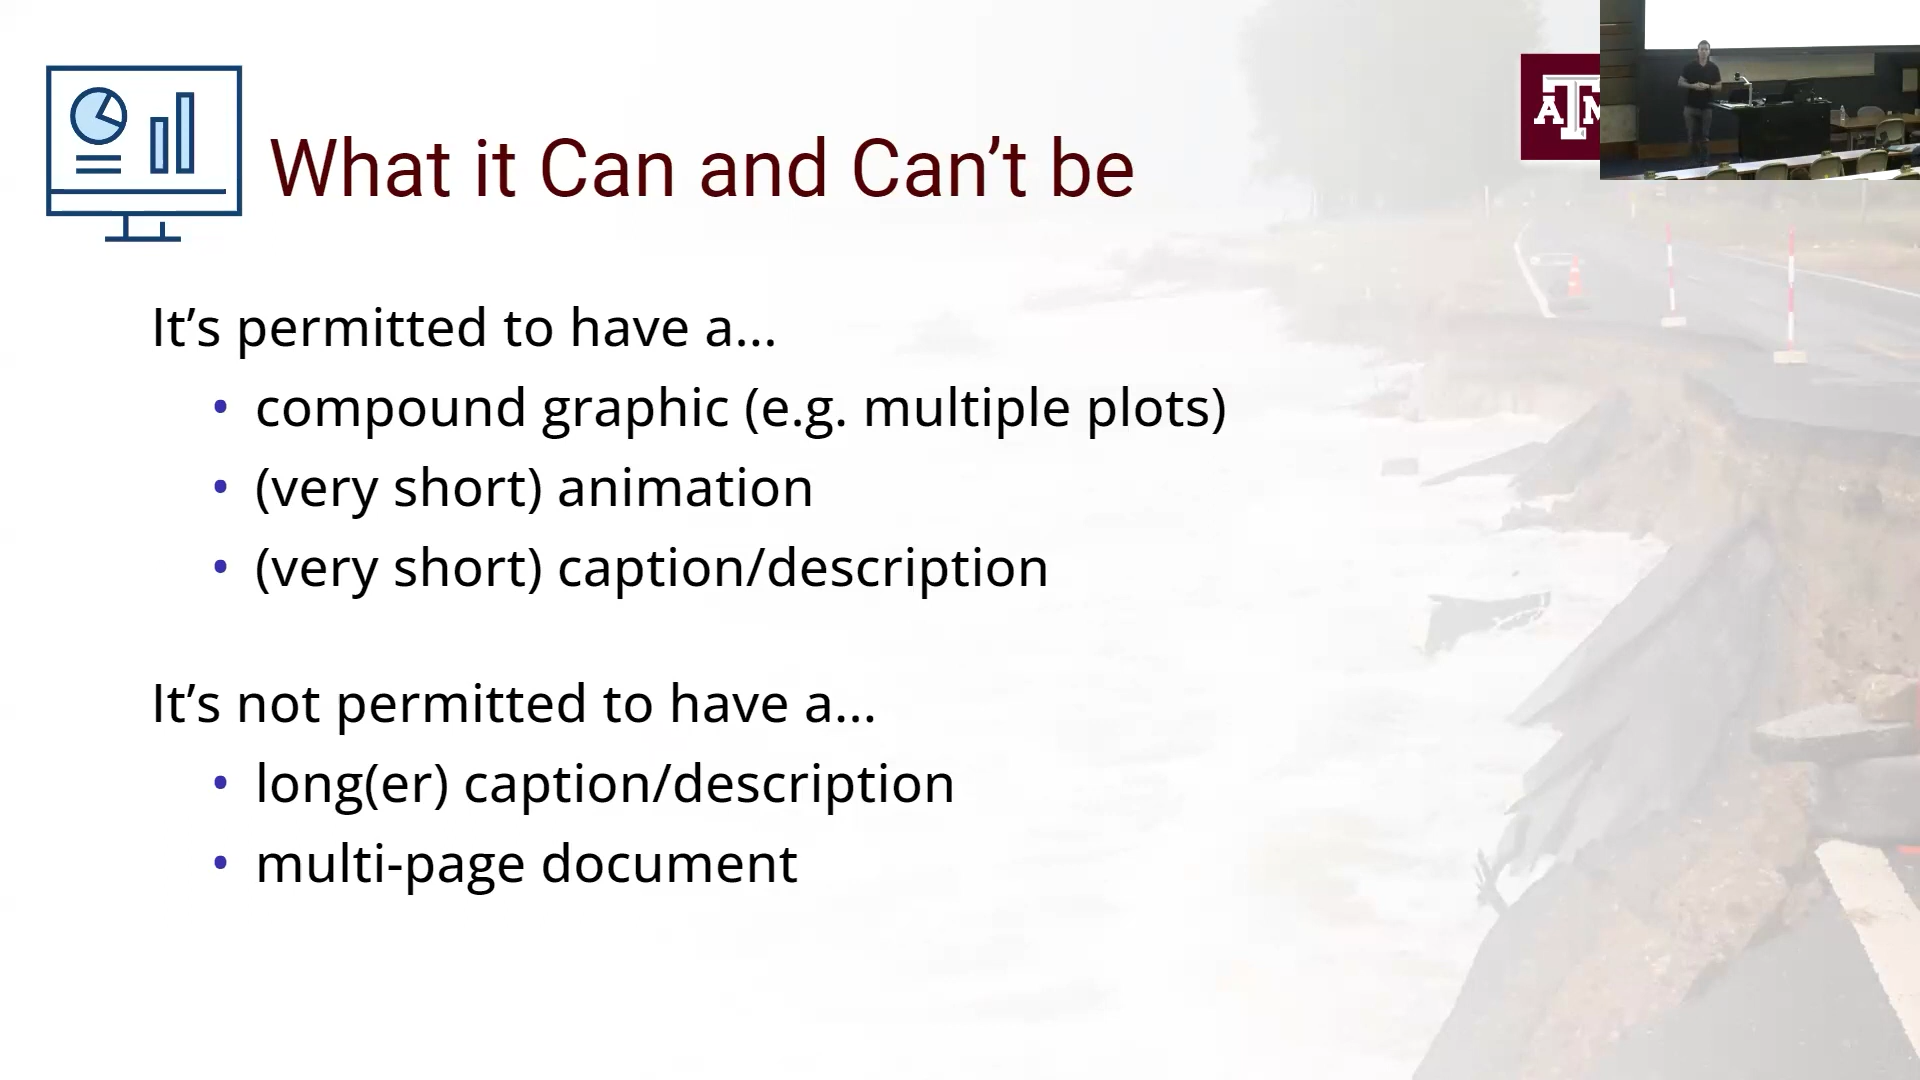 What it Can and Can’t be
ATM
It’s permitted to have a...
• compound graphic (e.g. multiple plots)
• (very short) animation
• (very short) caption/description
It’s not permitted to have a...
• long(er) caption/description
• multi-page document